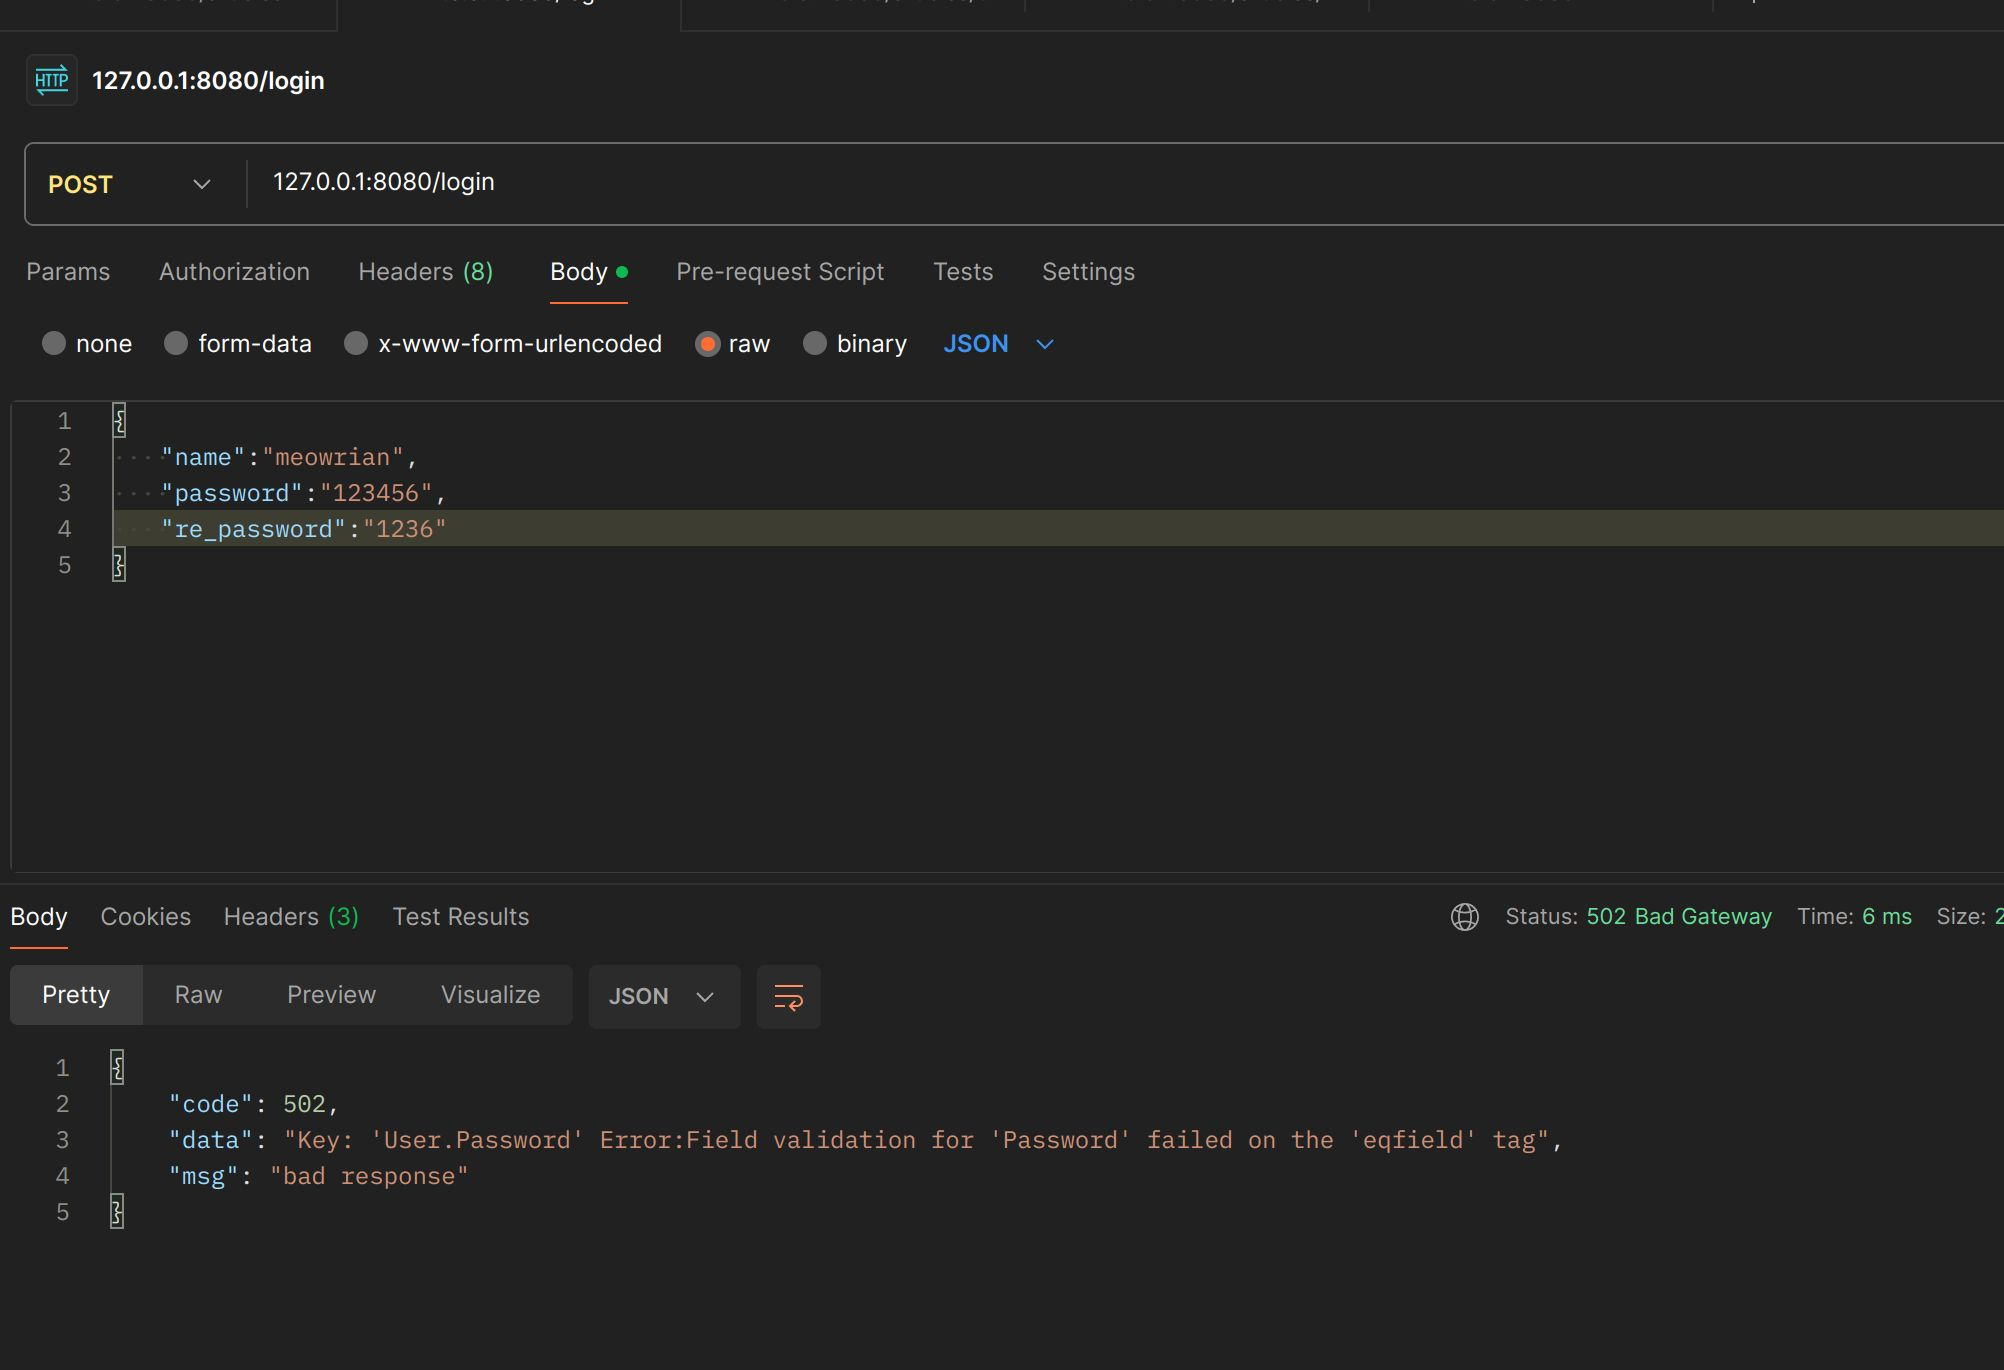 HTTP 127.0.0.1:8080/login
POST 127.0.0.1:8080/login
Params Authorization Headers (8) Body Pre-request Script Tests Settings
none form-data x-www-form-urlencoded raw binary JSON
1 {
2 "name":"meowrian",
3 "password":"123456",
4 "re_password":"1236"
5 }
Body Cookies Headers (3) Test Results Status: 502 Bad Gateway Time: 6 ms Size:
Pretty Raw Preview Visualize JSON
1 {
2 "code": 502,
3 "data": "Key: 'User.Password' Error:Field validation for 'Password' failed on the 'eqfield' tag",
4 "msg": "bad response"
5 }